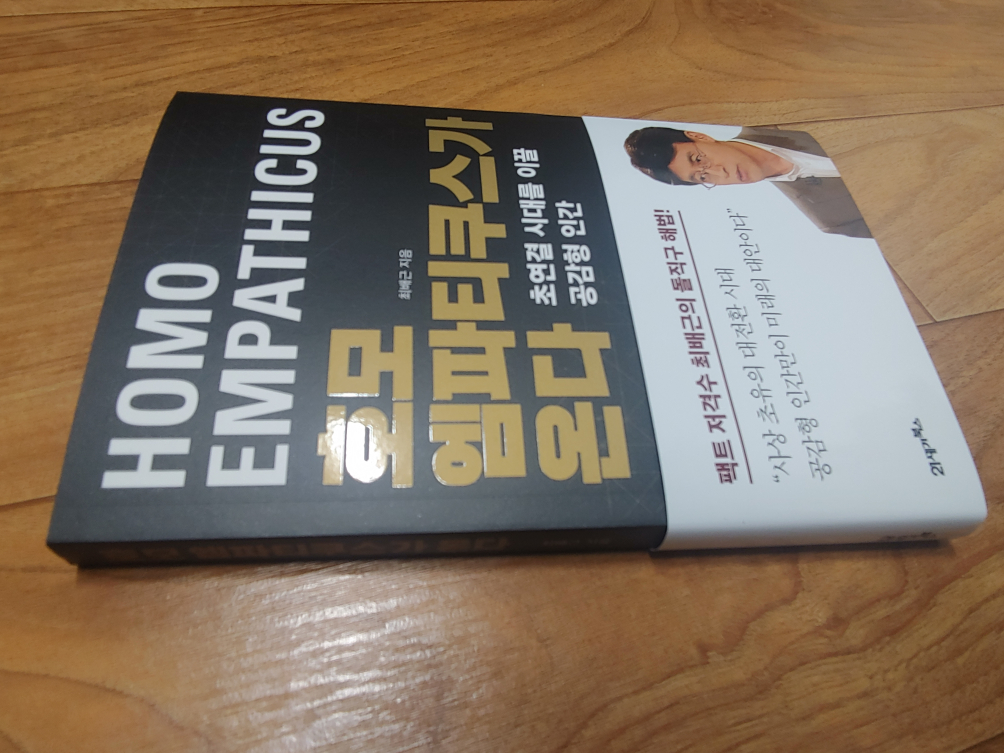 HOMO
EMPATHICUS
최배근 지음
호모
엠파티쿠스가
온다
초연결 시대를 이끌
공감형 인간
팩트 저격수 최배근의 돌직구 해법!
“사상 초유의 대전환 시대
공감형 인간만이 미래의 대안이다”
21세기북스